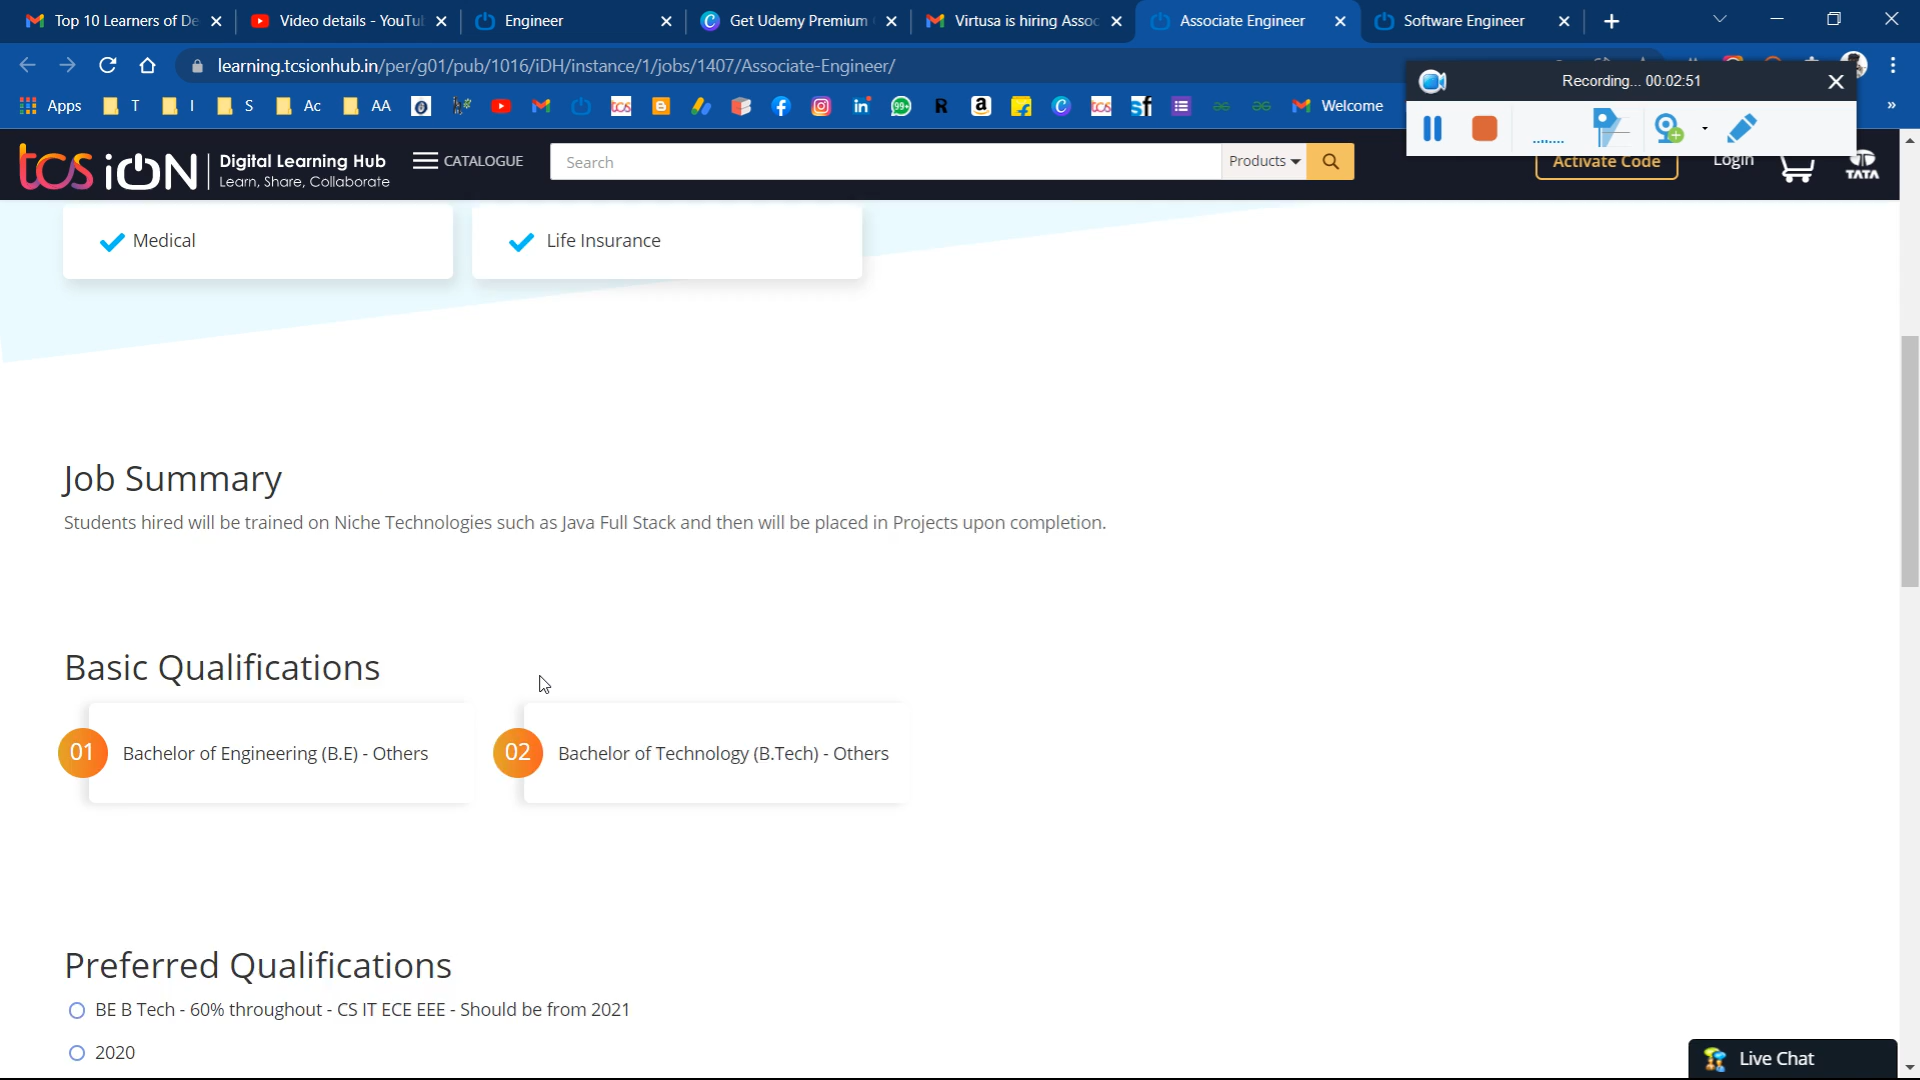 Top 10 Learners of De
Video details - YouTu
Engineer
Get Udemy Premium
Virtusa is hiring Assoc
Associate Engineer
Software Engineer
learning.tcsionhub.in/per/g01/pub/1016/iDH/instance/1/jobs/1407/Associate-Engineer/
Recording... 00:02:51
Apps
T
I
S
Ac
AA
tcs
99+
R
a
tcs
Welcome
»
tcs iON
Digital Learning Hub
Learn, Share, Collaborate
CATALOGUE
Search
Products
Activate Code
Login
TATA
Medical
Life Insurance
Job Summary
Students hired will be trained on Niche Technologies such as Java Full Stack and then will be placed in Projects upon completion.
Basic Qualifications
01
Bachelor of Engineering (B.E) - Others
02
Bachelor of Technology (B.Tech) - Others
Preferred Qualifications
BE B Tech - 60% throughout - CS IT ECE EEE - Should be from 2021
2020
Live Chat